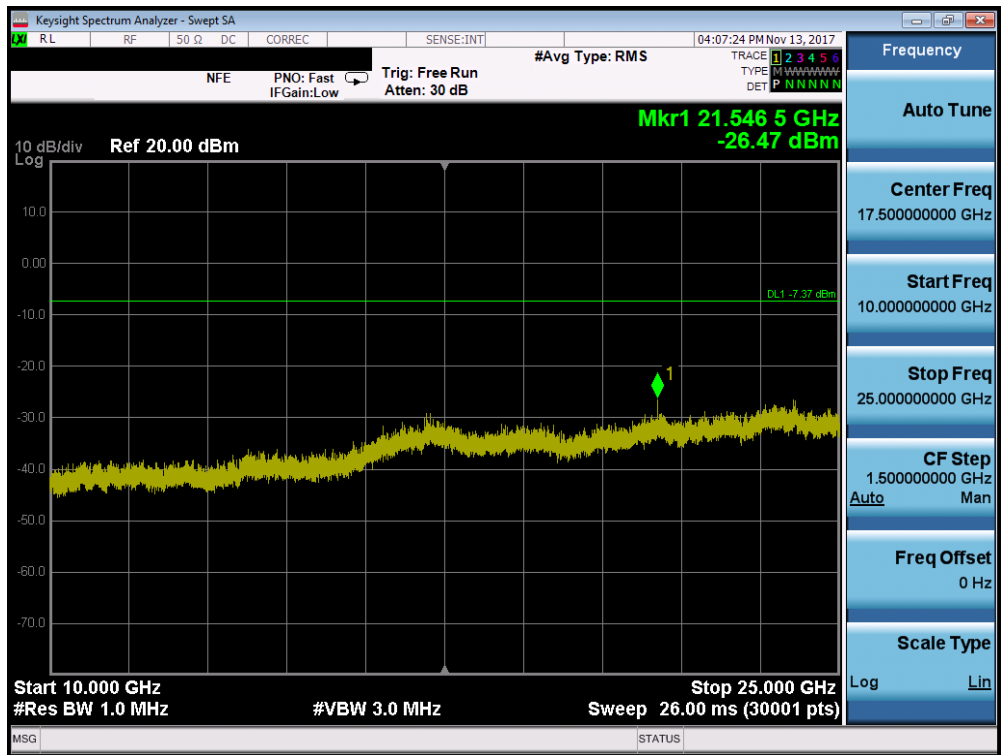 Keysight Spectrum Analyzer - Swept SA
LXI RL RF 50 Ω DC CORREC SENSE:INT 04:07:24 PM Nov 13, 2017
NFE PNO: Fast Trig: Free Run #Avg Type: RMS TRACE 1 2 3 4 5 6
IFGain:Low Atten: 30 dB TYPE M WWWWW
DET P N N N N N
Mkr1 21.546 5 GHz
-26.47 dBm
10 dB/div Ref 20.00 dBm
Log
10.0
0.00
DL1 -7.37 dBm
-10.0
-20.0
1
-30.0
-40.0
-50.0
-60.0
-70.0
Start 10.000 GHz Stop 25.000 GHz
#Res BW 1.0 MHz #VBW 3.0 MHz Sweep 26.00 ms (30001 pts)
MSG STATUS
Frequency
Auto Tune
Center Freq
17.500000000 GHz
Start Freq
10.000000000 GHz
Stop Freq
25.000000000 GHz
CF Step
1.500000000 GHz
Auto Man
Freq Offset
0 Hz
Scale Type
Log Lin